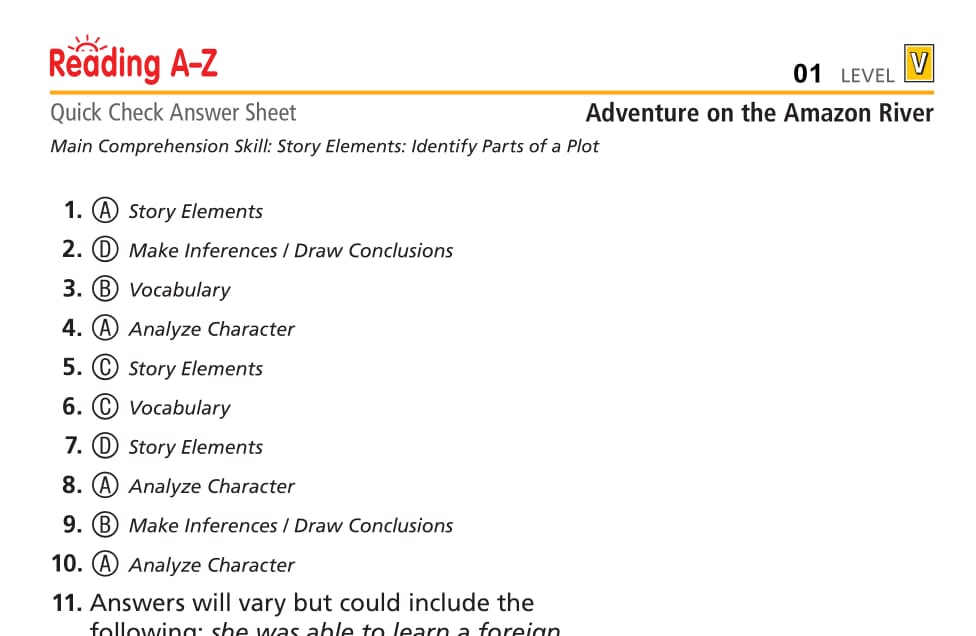 Reading A–Z
01 LEVEL V
Quick Check Answer Sheet
Adventure on the Amazon River
Main Comprehension Skill: Story Elements: Identify Parts of a Plot
1. Ⓐ Story Elements
2. Ⓓ Make Inferences / Draw Conclusions
3. Ⓑ Vocabulary
4. Ⓐ Analyze Character
5. Ⓒ Story Elements
6. Ⓒ Vocabulary
7. Ⓓ Story Elements
8. Ⓐ Analyze Character
9. Ⓑ Make Inferences / Draw Conclusions
10. Ⓐ Analyze Character
11. Answers will vary but could include the
following: she was able to learn a foreign